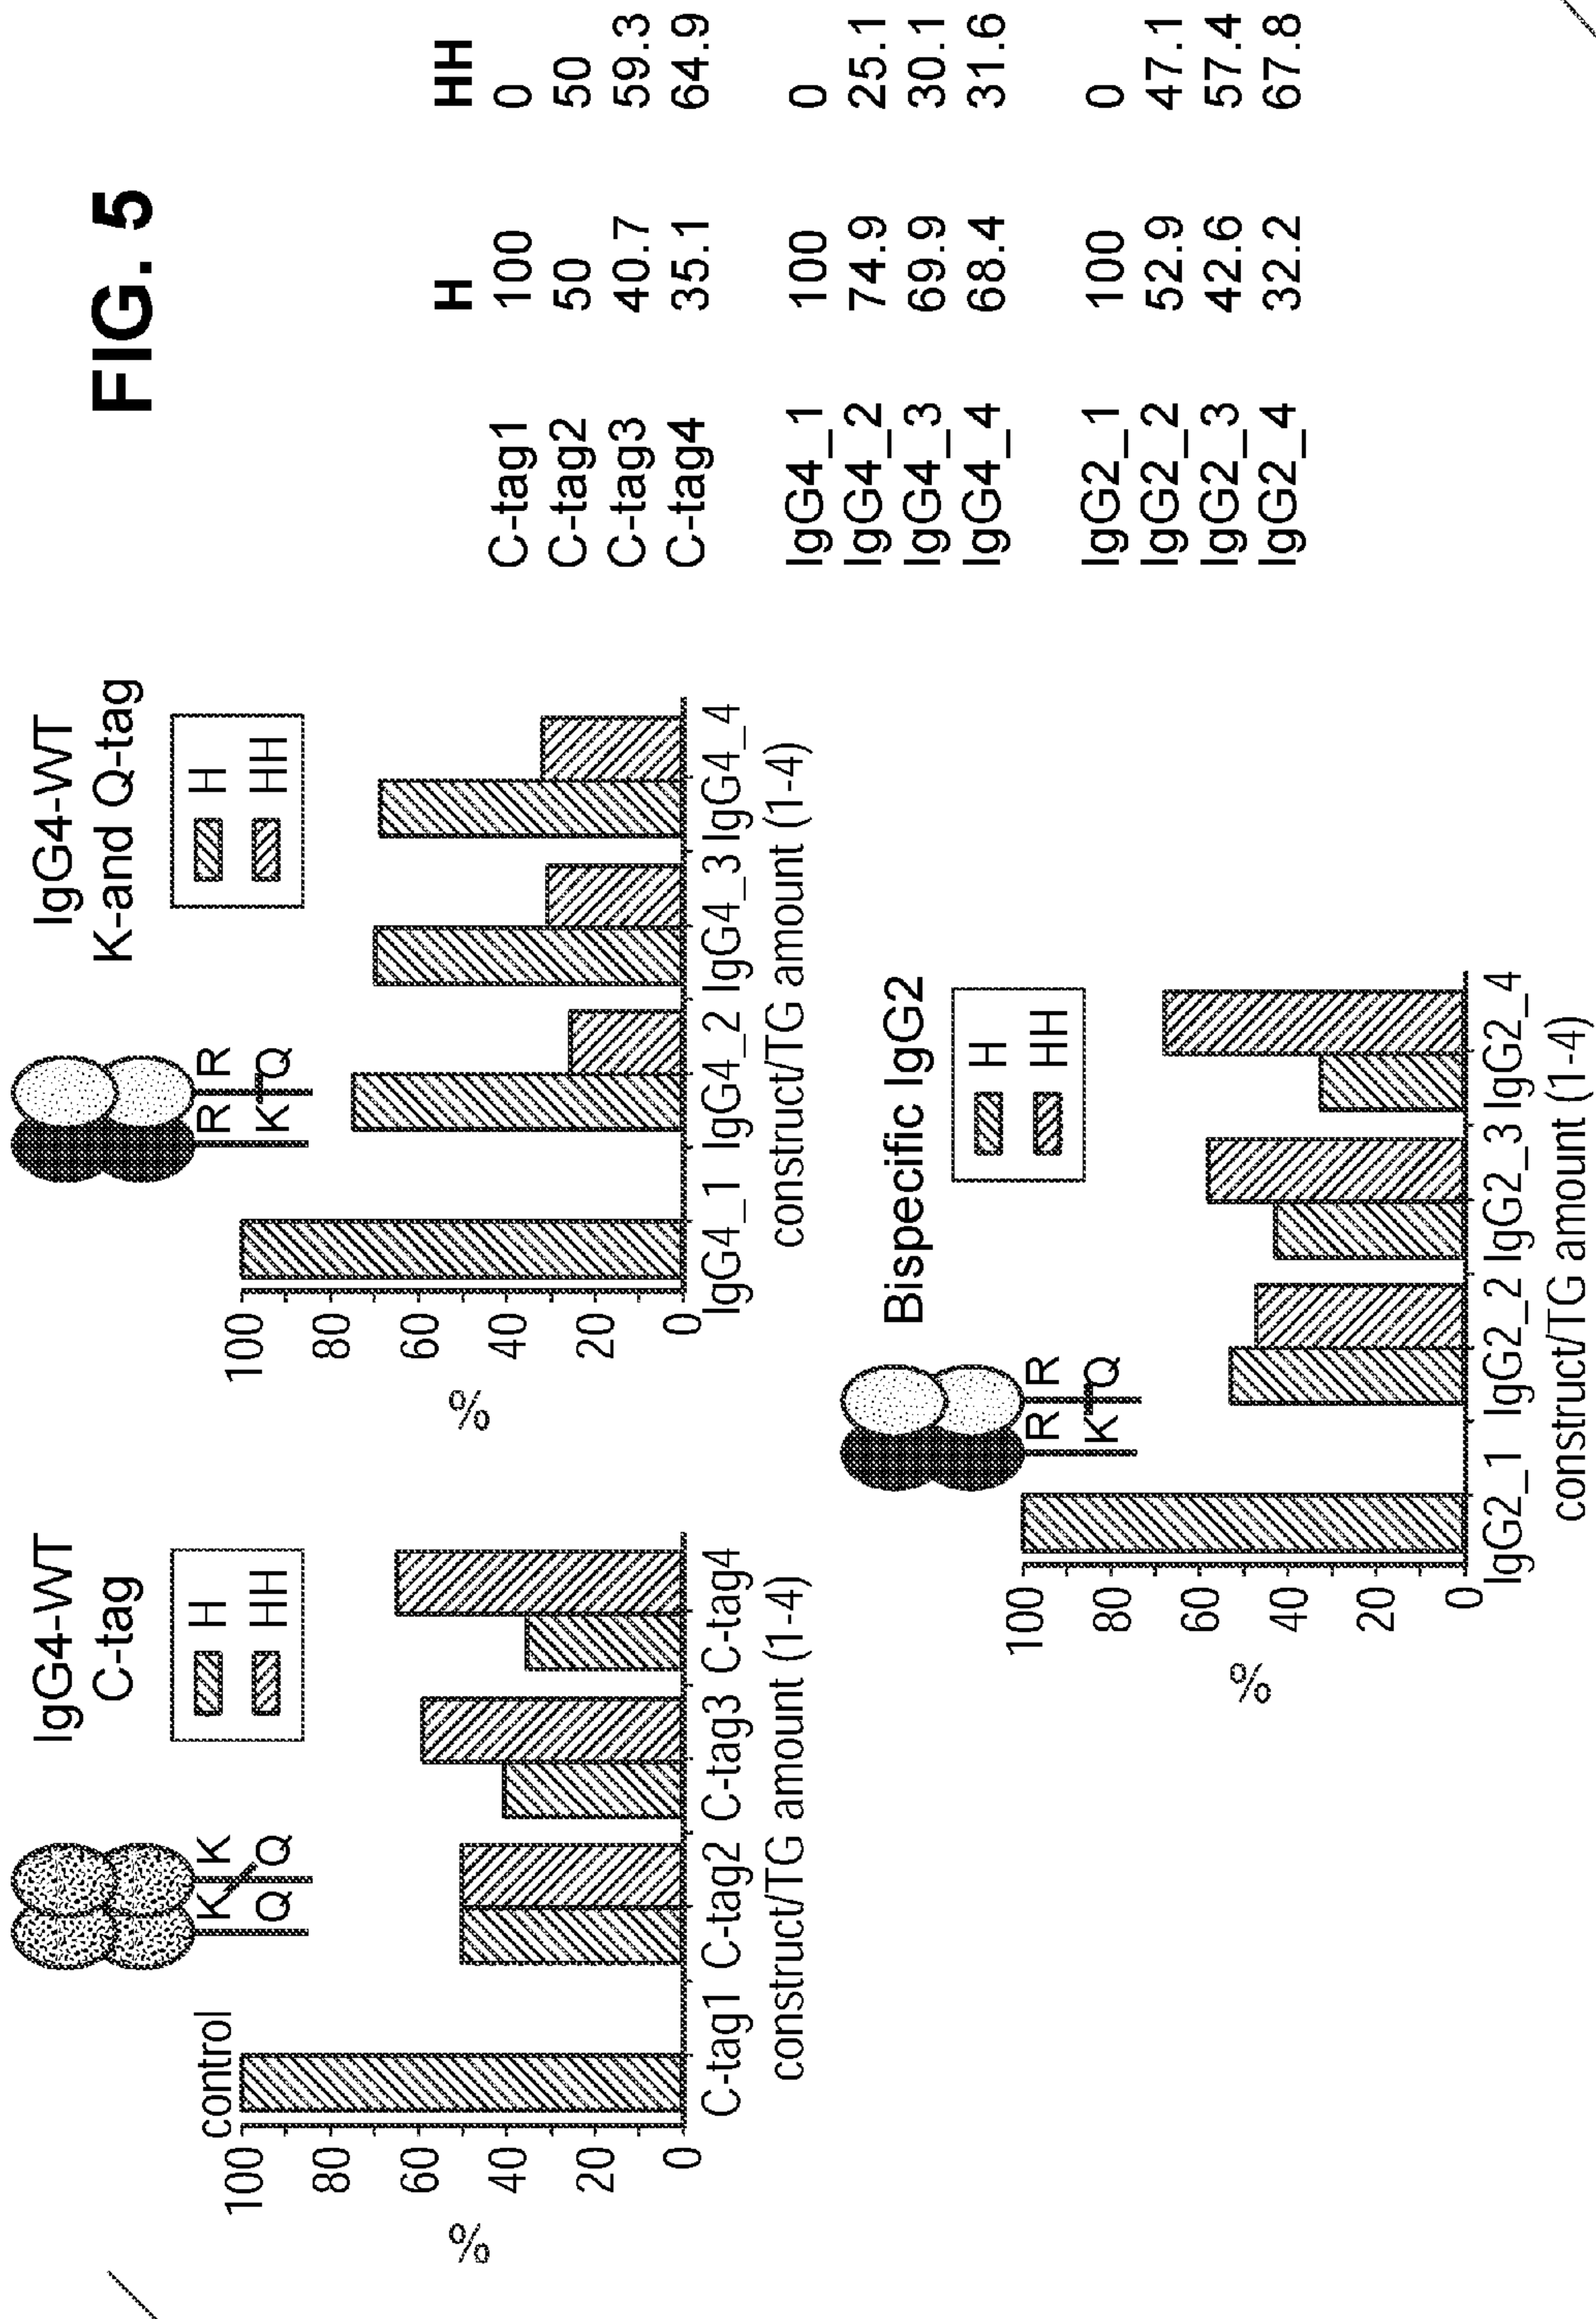 FIG. 5
IgG4-WT
C-tag
H
HH
K K
Q Q
control
100
80
60
40
20
0
%
C-tag1 C-tag2 C-tag3 C-tag4
construct/TG amount (1-4)
IgG4-WT
K-and Q-tag
H
HH
R R
K Q
100
80
60
40
20
0
%
IgG4_1 IgG4_2 IgG4_3 IgG4_4
construct/TG amount (1-4)
Bispecific IgG2
H
HH
R R
K Q
100
80
60
40
20
0
%
IgG2_1 IgG2_2 IgG2_3 IgG2_4
construct/TG amount (1-4)
H HH
C-tag1 100 0
C-tag2 50 50
C-tag3 40.7 59.3
C-tag4 35.1 64.9
IgG4_1 100 0
IgG4_2 74.9 25.1
IgG4_3 69.9 30.1
IgG4_4 68.4 31.6
IgG2_1 100 0
IgG2_2 52.9 47.1
IgG2_3 42.6 57.4
IgG2_4 32.2 67.8